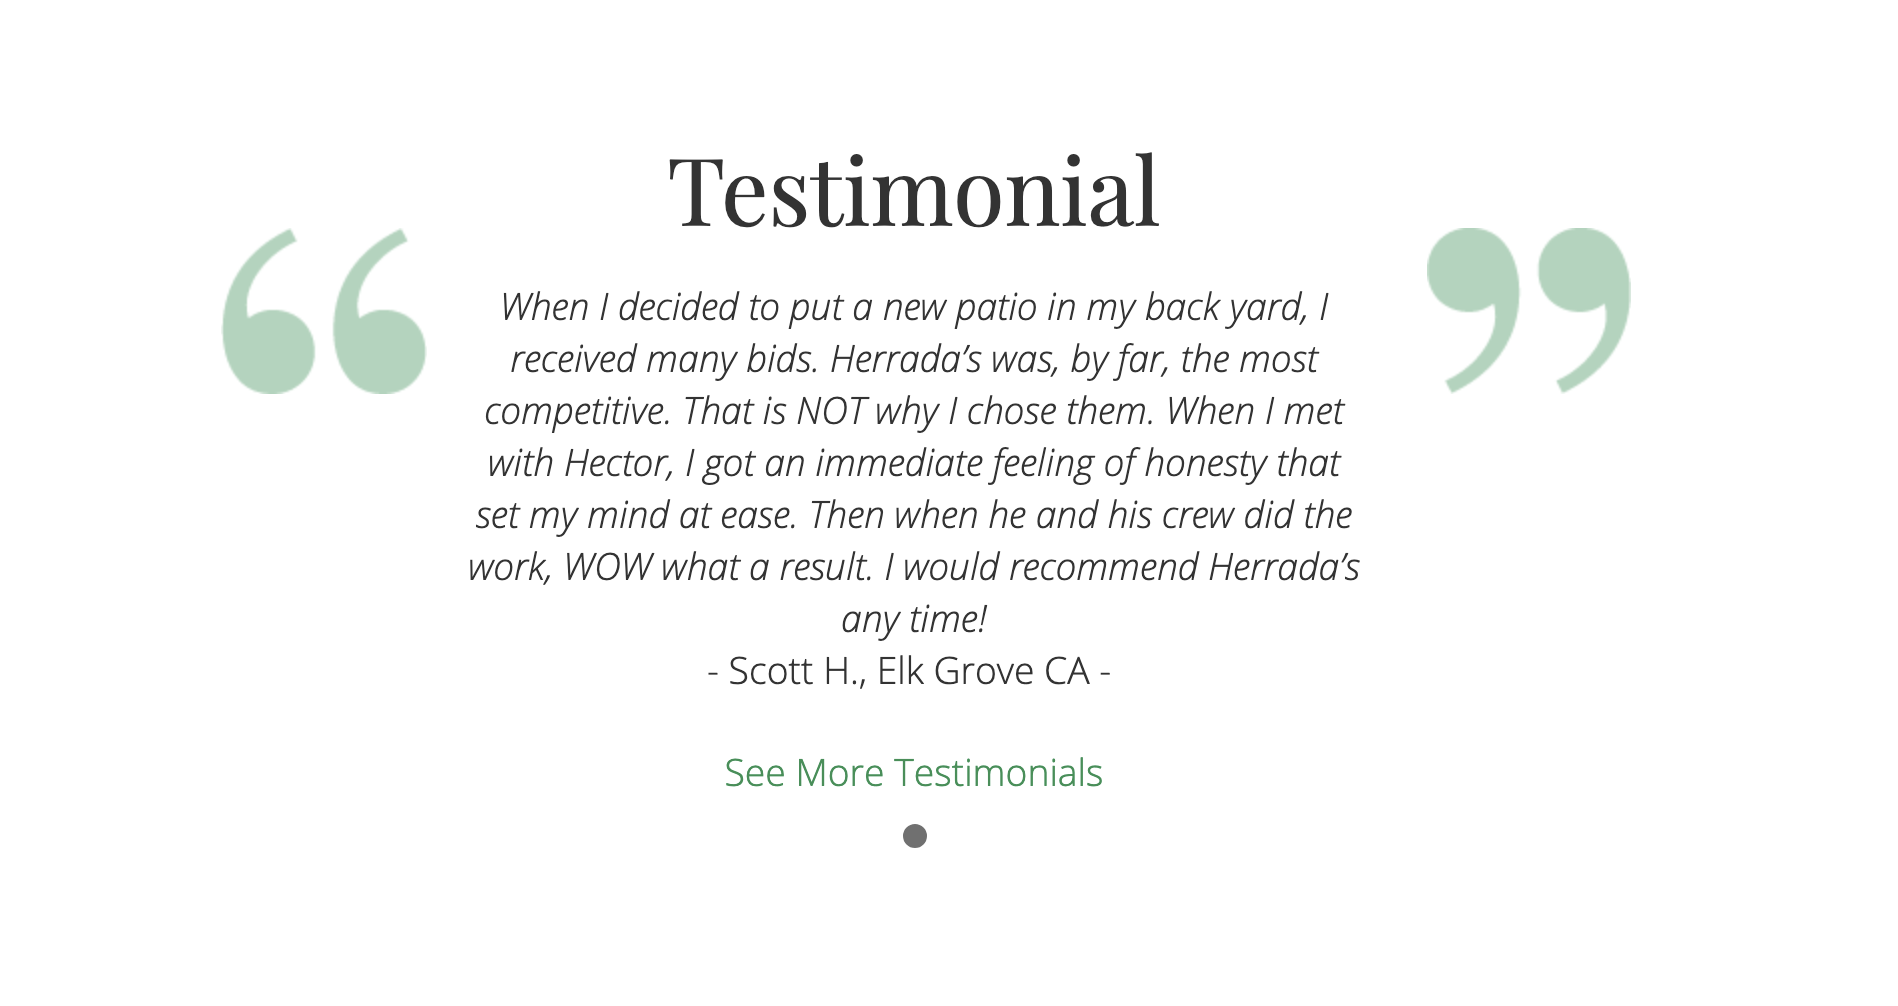 Testimonial
When I decided to put a new patio in my back yard, I
received many bids. Herrada’s was, by far, the most
competitive. That is NOT why I chose them. When I met
with Hector, I got an immediate feeling of honesty that
set my mind at ease. Then when he and his crew did the
work, WOW what a result. I would recommend Herrada’s
any time!
- Scott H., Elk Grove CA -
See More Testimonials